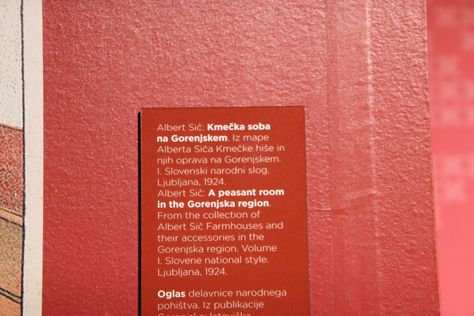 Albert Sič: Kmečka soba
na Gorenjskem. Iz mape
Alberta Siča Kmečke hiše in
njih oprava na Gorenjskem.
I. Slovenski narodni slog.
Ljubljana, 1924.
Albert Sič: A peasant room
in the Gorenjska region.
From the collection of
Albert Sič Farmhouses and
their accessories in the
Gorenjska region. Volume
I. Slovene national style.
Ljubljana, 1924.
Oglas delavnice narodnega
pohištva. Iz publikacije